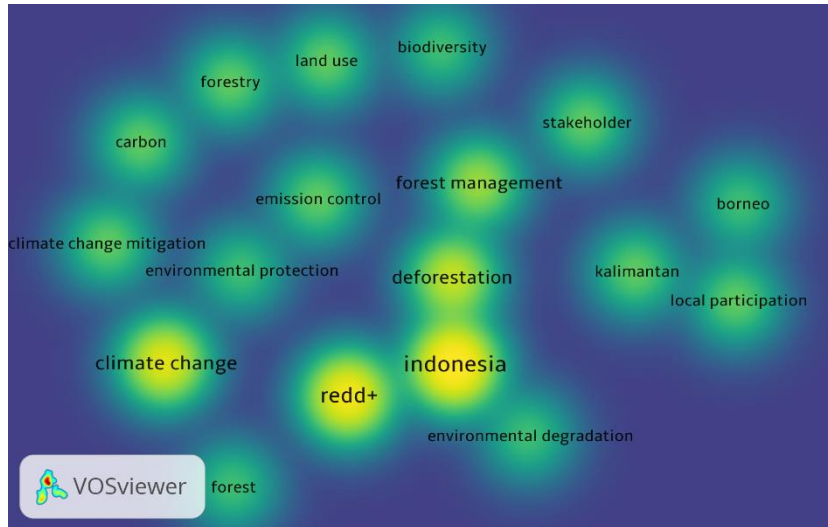 biodiversity
land use
forestry
stakeholder
carbon
forest management
emission control
borneo
climate change mitigation
environmental protection
kalimantan
deforestation
local participation
climate change
indonesia
redd+
environmental degradation
forest
VOSviewer